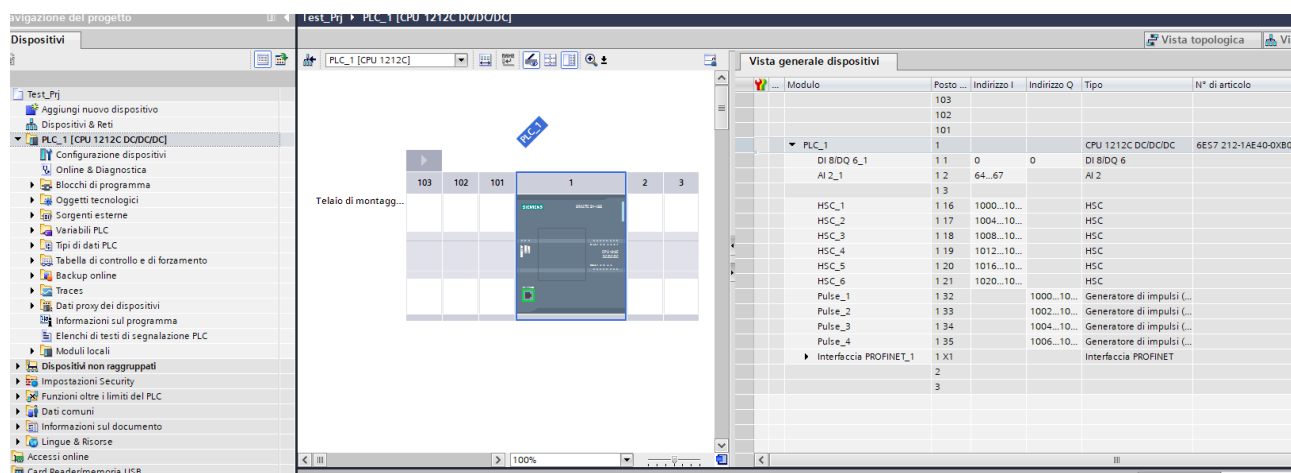 avigazione del progetto
Test_Prj ▸ PLC_1 [CPU 1212C DC/DC/DC]
Dispositivi
Vista topologica
Vi
PLC_1 [CPU 1212C]
Vista generale dispositivi
... Modulo Posto ... Indirizzo I Indirizzo Q Tipo N° di articolo
Test_Prj
Aggiungi nuovo dispositivo
Dispositivi & Reti
PLC_1 [CPU 1212C DC/DC/DC]
Configurazione dispositivi
Online & Diagnostica
Blocchi di programma
Oggetti tecnologici
Sorgenti esterne
Variabili PLC
Tipi di dati PLC
Tabella di controllo e di forzamento
Backup online
Traces
Dati proxy dei dispositivi
Informazioni sul programma
Elenchi di testi di segnalazione PLC
Moduli locali
Dispositivi non raggruppati
Impostazioni Security
Funzioni oltre i limiti del PLC
Dati comuni
Informazioni sul documento
Lingue & Risorse
Accessi online
Card Reader/memoria USB
PLC_1
103 102 101 1 2 3
Telaio di montagg...
SIEMENS
100%
103
102
101
PLC_1 1 CPU 1212C DC/DC/DC 6ES7 212-1AE40-0XB0
DI 8/DQ 6_1 1 1 0 0 DI 8/DQ 6
AI 2_1 1 2 64...67 AI 2
1 3
HSC_1 1 16 1000...10... HSC
HSC_2 1 17 1004...10... HSC
HSC_3 1 18 1008...10... HSC
HSC_4 1 19 1012...10... HSC
HSC_5 1 20 1016...10... HSC
HSC_6 1 21 1020...10... HSC
Pulse_1 1 32 1000...10... Generatore di impulsi (...
Pulse_2 1 33 1002...10... Generatore di impulsi (...
Pulse_3 1 34 1004...10... Generatore di impulsi (...
Pulse_4 1 35 1006...10... Generatore di impulsi (...
Interfaccia PROFINET_1 1 X1 Interfaccia PROFINET
2
3